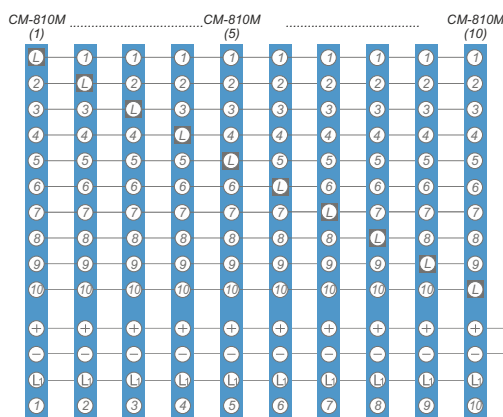 CM-810M ........................ CM-810M ........................ CM-810M
(1) (5) (10)
L 1 1 1 1 1 1 1 1 1
2 L 2 2 2 2 2 2 2 2
3 3 L 3 3 3 3 3 3 3
4 4 4 L 4 4 4 4 4 4
5 5 5 5 L 5 5 5 5 5
6 6 6 6 6 L 6 6 6 6
7 7 7 7 7 7 L 7 7 7
8 8 8 8 8 8 8 L 8 8
9 9 9 9 9 9 9 9 L 9
10 10 10 10 10 10 10 10 10 L
+ + + + + + + + + +
− − − − − − − − − −
L1 L1 L1 L1 L1 L1 L1 L1 L1 L1
1 2 3 4 5 6 7 8 9 10